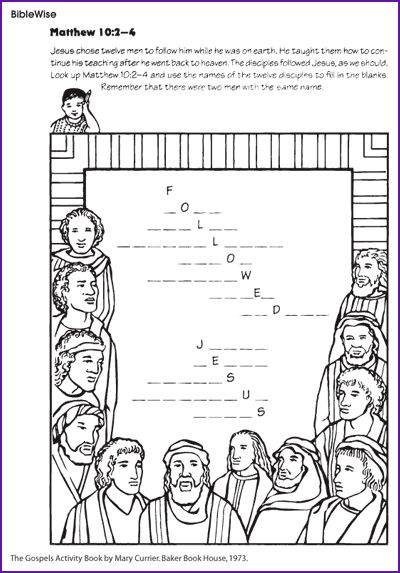 BibleWise
Matthew 10:2–4
Jesus chose twelve men to follow him while he was on earth. He taught them how to con-
tinue his teaching after he went back to heaven. The disciples followed Jesus, as we should.
Look up Matthew 10:2–4 and use the names of the twelve disciples to fill in the blanks.
Remember that there were two men with the same name.
F
_ O _ _
_ _ _ L _ _
_ _ _ _ _ _ L _ _ _ _
_ _ _ O _
_ _ _ _ _ _ W
_ _ _ E _
_ _ D _ _ _
J _ _ _ _
_ E _ _ _
_ _ _ _ _ S
_ _ _ _ _ _ _ U S
_ _ _ _ S
The Gospels Activity Book by Mary Currier. Baker Book House, 1973.